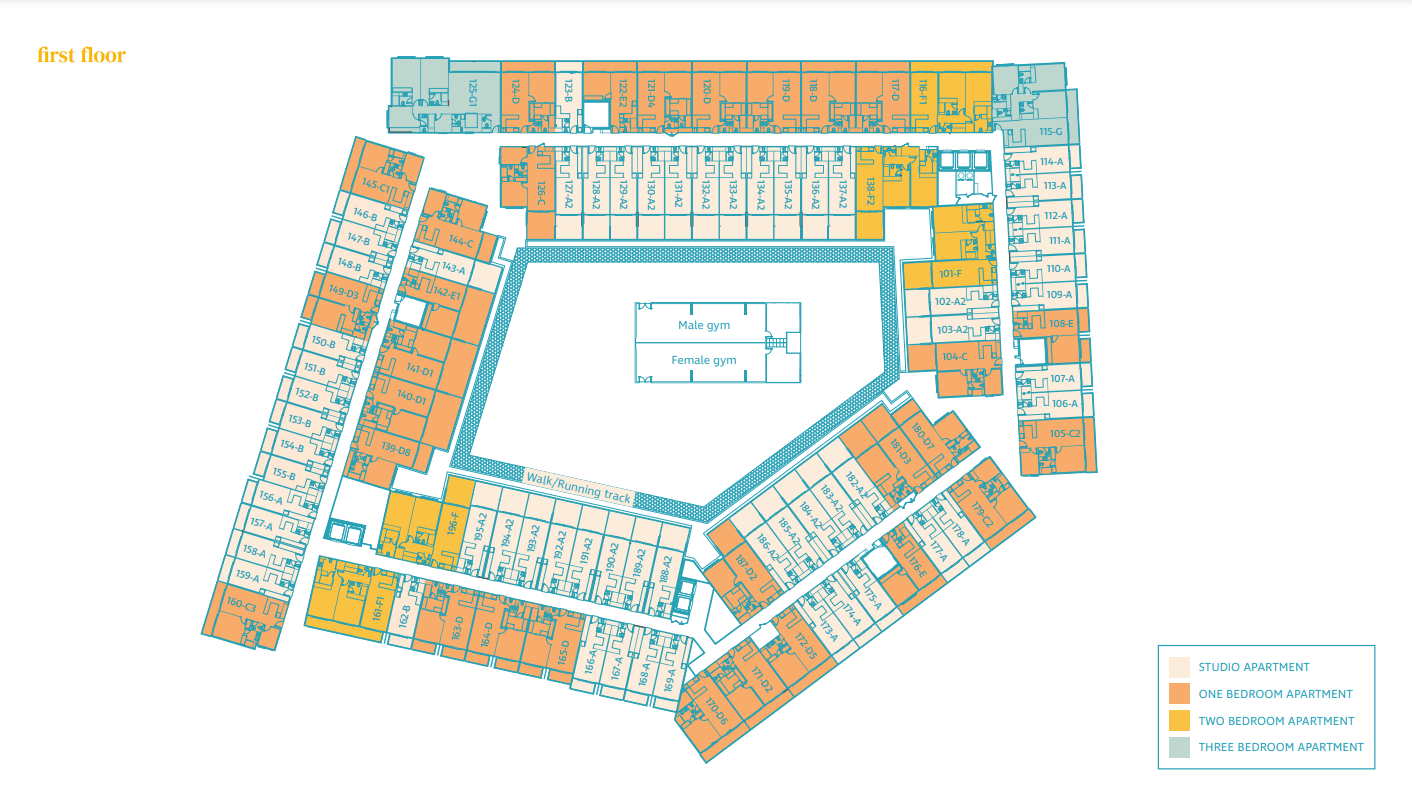 first floor
125-G1
124-D
123-B
122-E2
121-D4
120-D
119-D
118-D
117-D
116-F1
115-G
114-A
113-A
112-A
111-A
110-A
109-A
108-E
107-A
106-A
105-C2
126-C
127-A2
128-A2
129-A2
130-A2
131-A2
132-A2
133-A2
134-A2
135-A2
136-A2
137-A2
138-F2
101-F
102-A2
103-A2
104-C
145-C1
146-B
147-B
148-B
149-D3
150-B
151-B
152-B
153-B
154-B
155-B
156-A
157-A
158-A
159-A
160-C3
144-C
143-A
142-E1
141-D1
140-D1
139-D8
Male gym
Female gym
Walk/Running track
196-F
195-A2
194-A2
193-A2
192-A2
191-A2
190-A2
189-A2
188-A2
187-D2
186-A2
185-A2
184-A2
183-A2
182-A2
181-D3
180-D7
179-C2
178-A
177-A
176-E
175-A
174-A
173-A
172-D5
171-D2
170-D6
161-F1
162-B
163-D
164-D
165-D
166-A
167-A
168-A
169-A
STUDIO APARTMENT
ONE BEDROOM APARTMENT
TWO BEDROOM APARTMENT
THREE BEDROOM APARTMENT